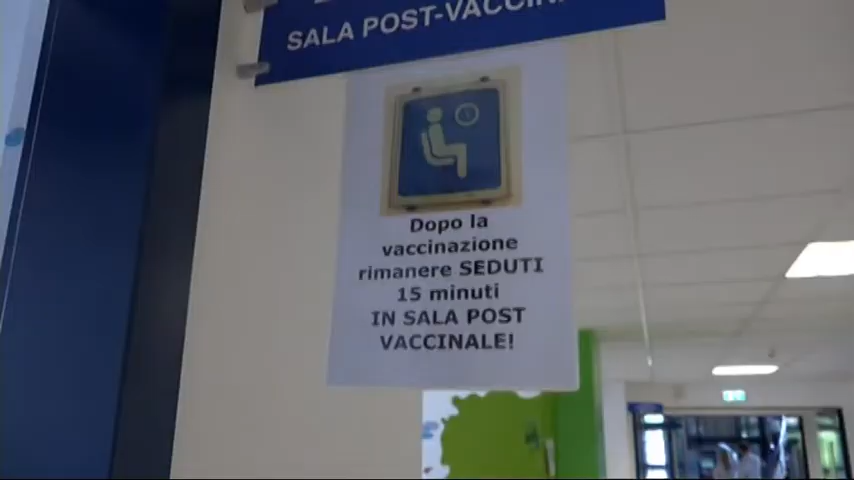 SALA POST-VACCIN
Dopo la
vaccinazione
rimanere SEDUTI
15 minuti
IN SALA POST
VACCINALE!